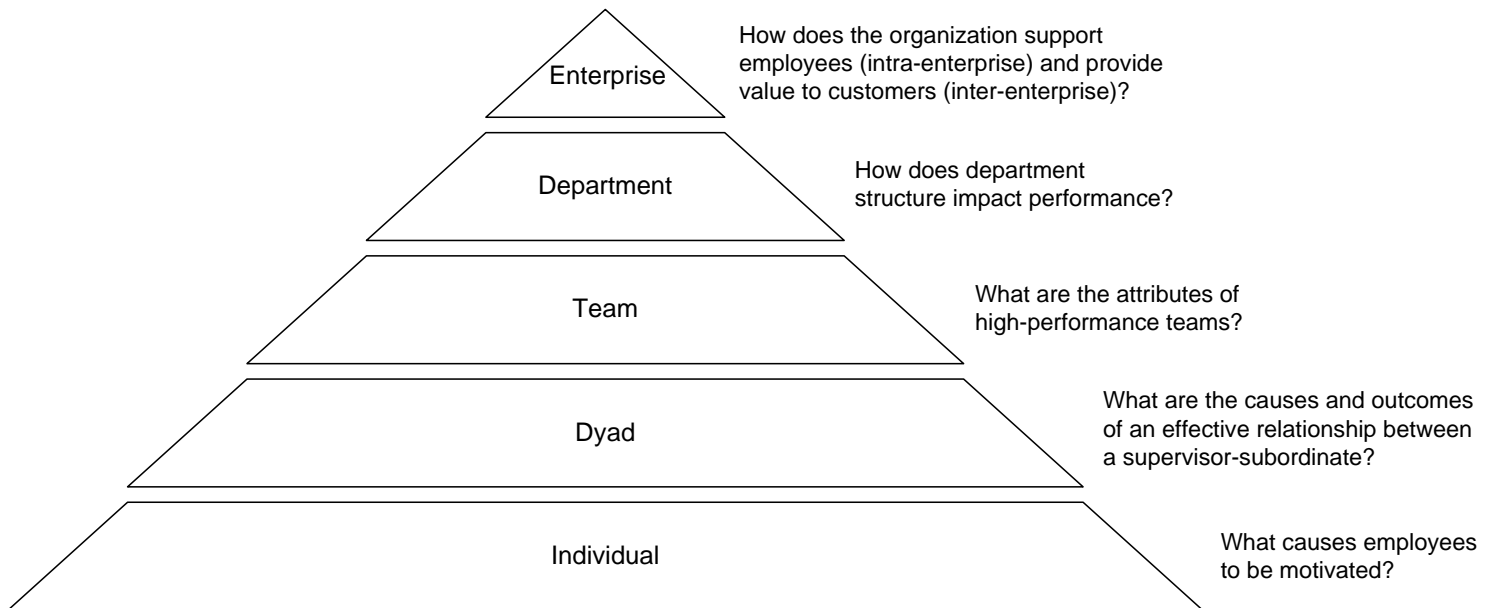 Enterprise
How does the organization support
employees (intra-enterprise) and provide
value to customers (inter-enterprise)?
Department
How does department
structure impact performance?
Team
What are the attributes of
high-performance teams?
Dyad
What are the causes and outcomes
of an effective relationship between
a supervisor-subordinate?
Individual
What causes employees
to be motivated?